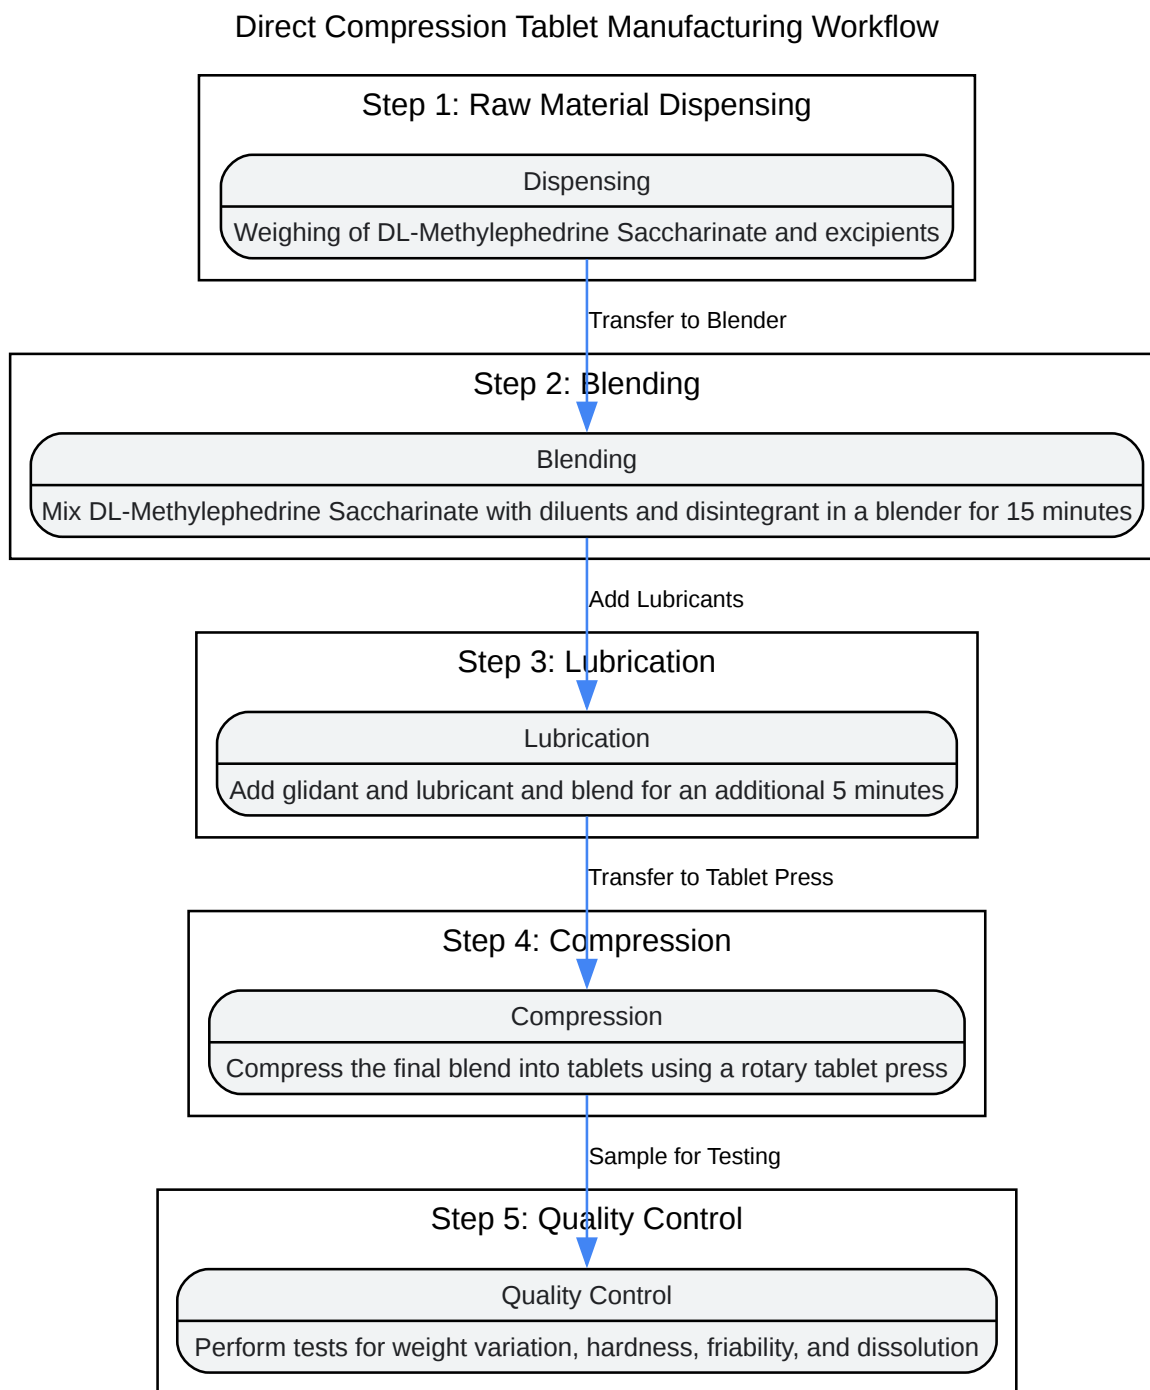 Direct Compression Tablet Manufacturing Workflow
Step 1: Raw Material Dispensing
Dispensing
Weighing of DL-Methylephedrine Saccharinate and excipients
Transfer to Blender
Step 2: Blending
Blending
Mix DL-Methylephedrine Saccharinate with diluents and disintegrant in a blender for 15 minutes
Add Lubricants
Step 3: Lubrication
Lubrication
Add glidant and lubricant and blend for an additional 5 minutes
Transfer to Tablet Press
Step 4: Compression
Compression
Compress the final blend into tablets using a rotary tablet press
Sample for Testing
Step 5: Quality Control
Quality Control
Perform tests for weight variation, hardness, friability, and dissolution